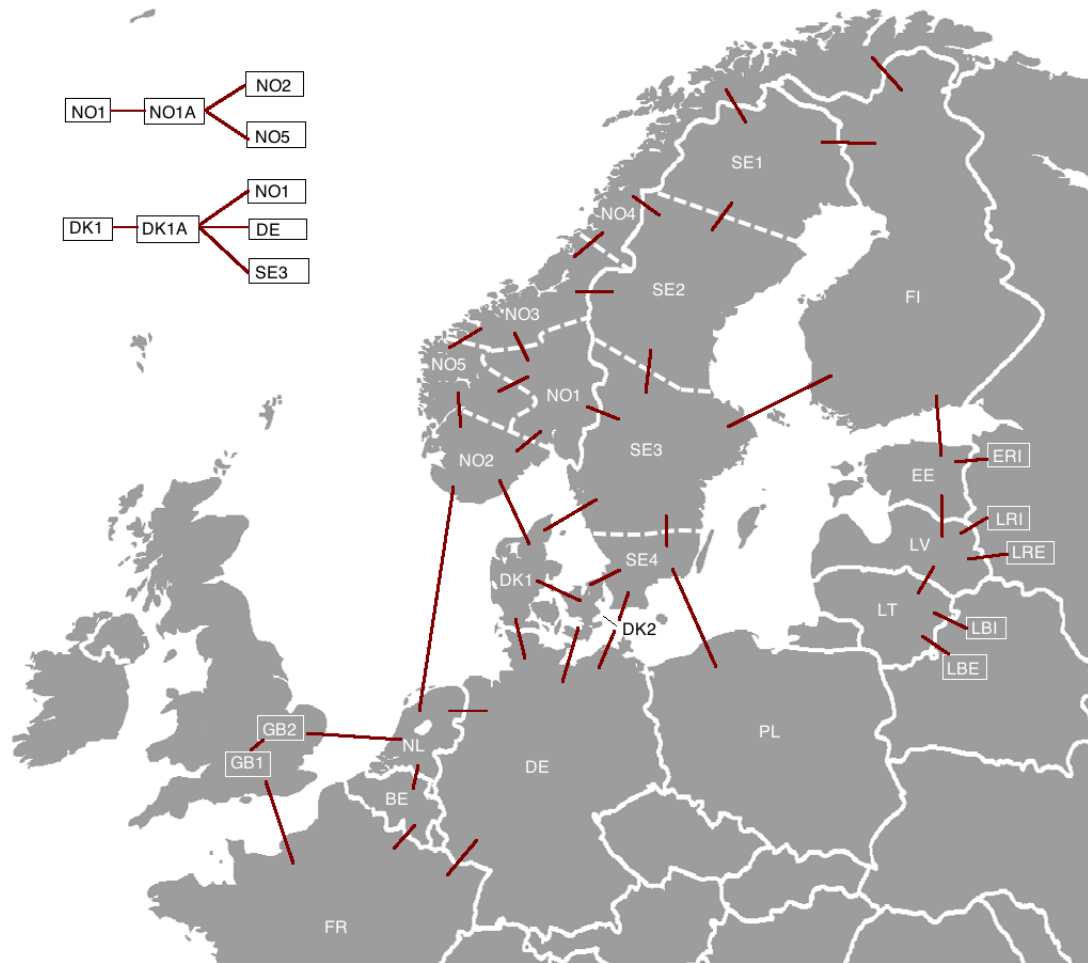 NO2
NO1
NO1A
NO5
NO1
DK1
DK1A
DE
SE3
SE1
NO4
SE2
FI
NO3
NO5
NO1
SE3
NO2
ERI
EE
LRI
LV
LRE
SE4
DK1
LT
DK2
LBI
LBE
GB2
PL
NL
GB1
DE
BE
FR